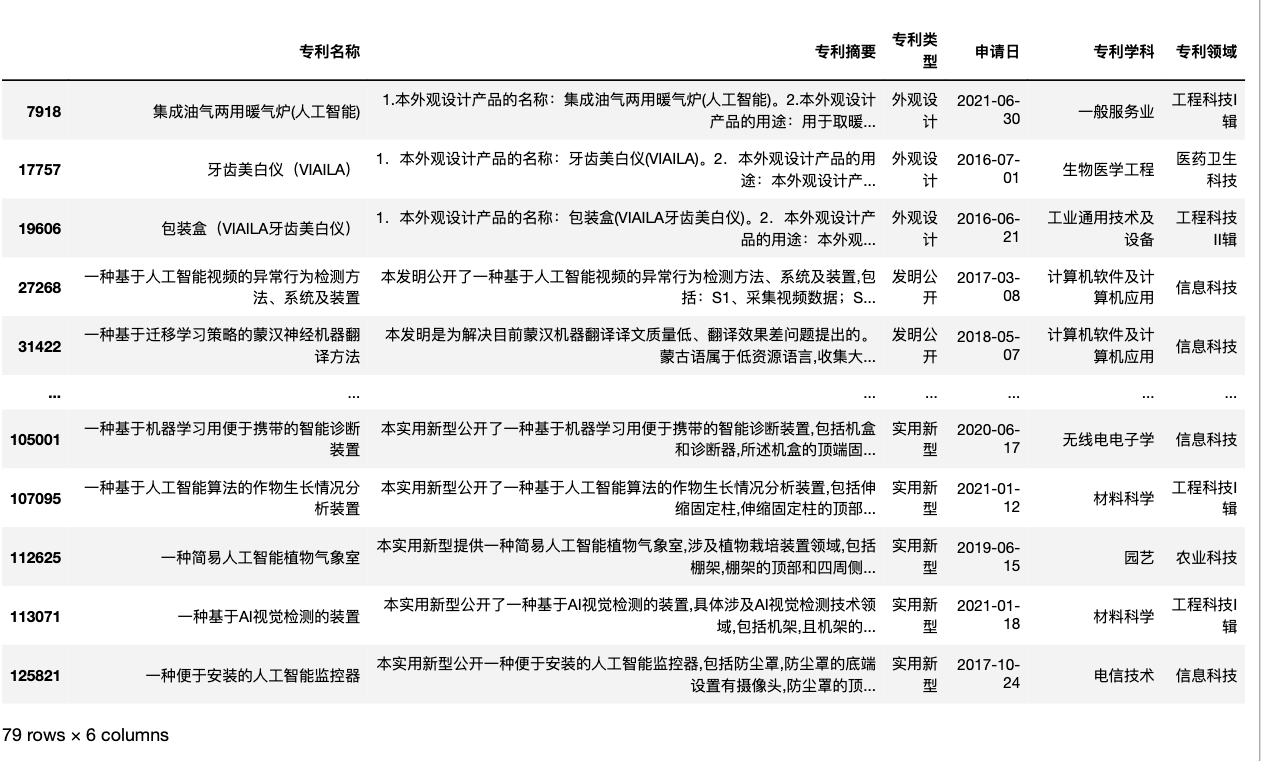 专利名称 专利摘要 专利类型 申请日 专利学科 专利领域
7918 集成油气两用暖气炉(人工智能) 1.本外观设计产品的名称：集成油气两用暖气炉(人工智能)。2.本外观设计产品的用途：用于取暖... 外观设计 2021-06-30 一般服务业 工程科技I辑
17757 牙齿美白仪（VIAILA） 1．本外观设计产品的名称：牙齿美白仪(VIAILA)。2．本外观设计产品的用途：本外观设计产... 外观设计 2016-07-01 生物医学工程 医药卫生科技
19606 包装盒（VIAILA牙齿美白仪） 1．本外观设计产品的名称：包装盒(VIAILA牙齿美白仪)。2．本外观设计产品的用途：本外观... 外观设计 2016-06-21 工业通用技术及设备 工程科技II辑
27268 一种基于人工智能视频的异常行为检测方法、系统及装置 本发明公开了一种基于人工智能视频的异常行为检测方法、系统及装置,包括：S1、采集视频数据；S... 发明公开 2017-03-08 计算机软件及计算机应用 信息科技
31422 一种基于迁移学习策略的蒙汉神经机器翻译方法 本发明是为解决目前蒙汉机器翻译译文质量低、翻译效果差问题提出的。蒙古语属于低资源语言,收集大... 发明公开 2018-05-07 计算机软件及计算机应用 信息科技
... ... ... ... ... ... ...
105001 一种基于机器学习用便于携带的智能诊断装置 本实用新型公开了一种基于机器学习用便于携带的智能诊断装置,包括机盒和诊断器,所述机盒的顶端固... 实用新型 2020-06-17 无线电电子学 信息科技
107095 一种基于人工智能算法的作物生长情况分析装置 本实用新型公开了一种基于人工智能算法的作物生长情况分析装置,包括伸缩固定柱,伸缩固定柱的顶部... 实用新型 2021-01-12 材料科学 工程科技I辑
112625 一种简易人工智能植物气象室 本实用新型提供一种简易人工智能植物气象室,涉及植物栽培装置领域,包括棚架,棚架的顶部和四周侧... 实用新型 2019-06-15 园艺 农业科技
113071 一种基于AI视觉检测的装置 本实用新型公开了一种基于AI视觉检测的装置,具体涉及AI视觉检测技术领域,包括机架,且机架的... 实用新型 2021-01-18 材料科学 工程科技I辑
125821 一种便于安装的人工智能监控器 本实用新型公开一种便于安装的人工智能监控器,包括防尘罩,防尘罩的底端设置有摄像头,防尘罩的顶... 实用新型 2017-10-24 电信技术 信息科技
79 rows × 6 columns